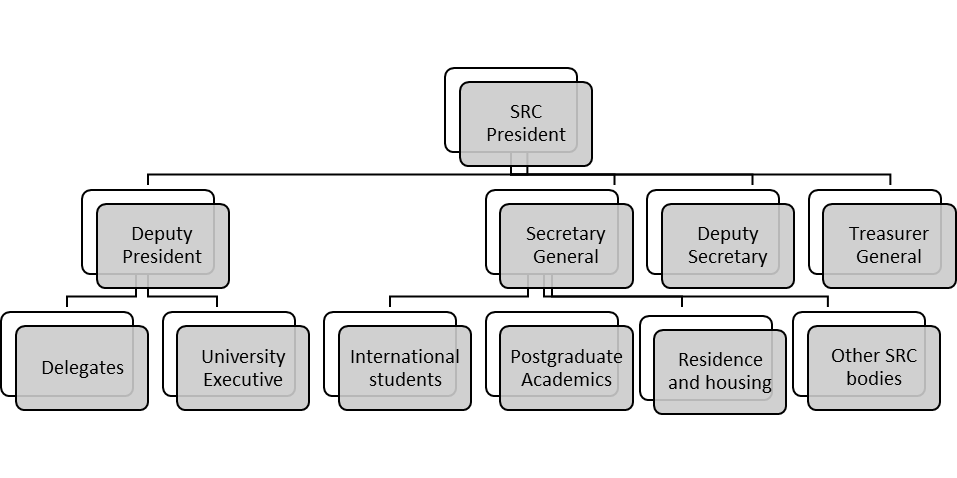 SRC
President
Deputy
President
Secretary
General
Deputy
Secretary
Treasurer
General
Delegates
University
Executive
International
students
Postgraduate
Academics
Residence
and housing
Other SRC
bodies